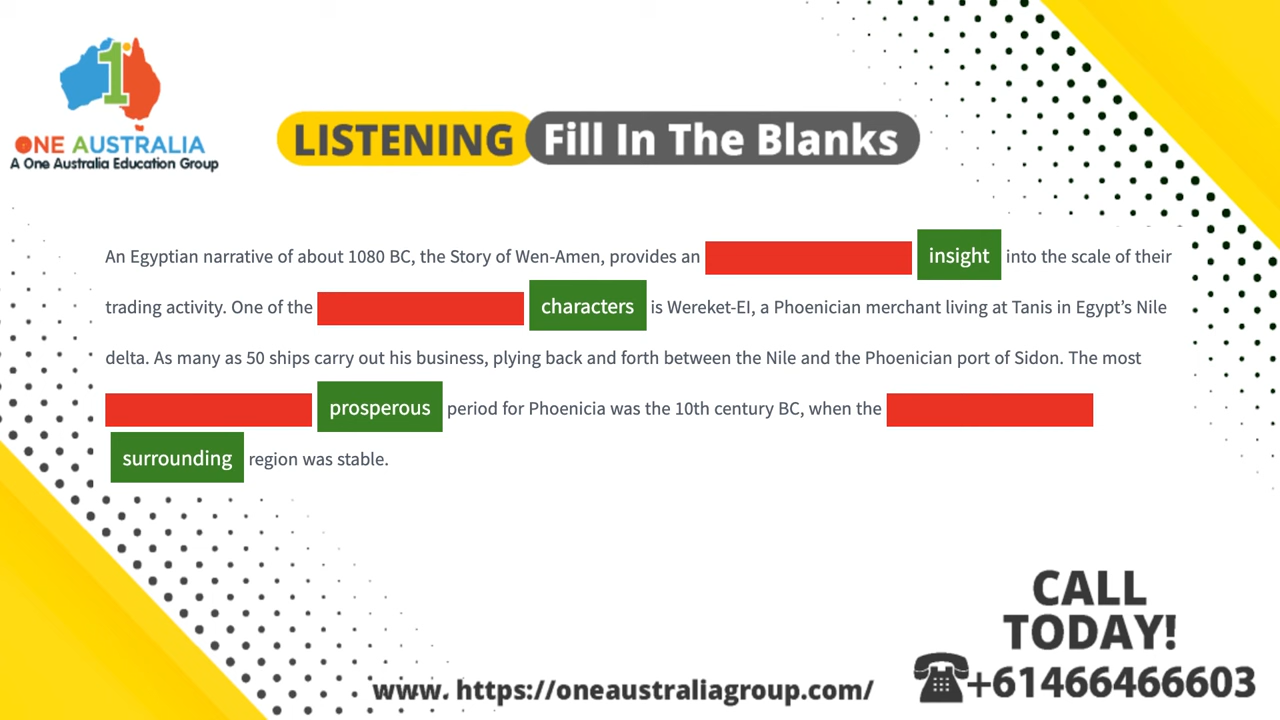 1
ONE AUSTRALIA
A One Australia Education Group
LISTENING Fill In The Blanks
An Egyptian narrative of about 1080 BC, the Story of Wen-Amen, provides an insight into the scale of their
trading activity. One of the characters is Wereket-EI, a Phoenician merchant living at Tanis in Egypt’s Nile
delta. As many as 50 ships carry out his business, plying back and forth between the Nile and the Phoenician port of Sidon. The most
prosperous period for Phoenicia was the 10th century BC, when the
surrounding region was stable.
CALL
TODAY!
+61466466603
www. https://oneaustraliagroup.com/